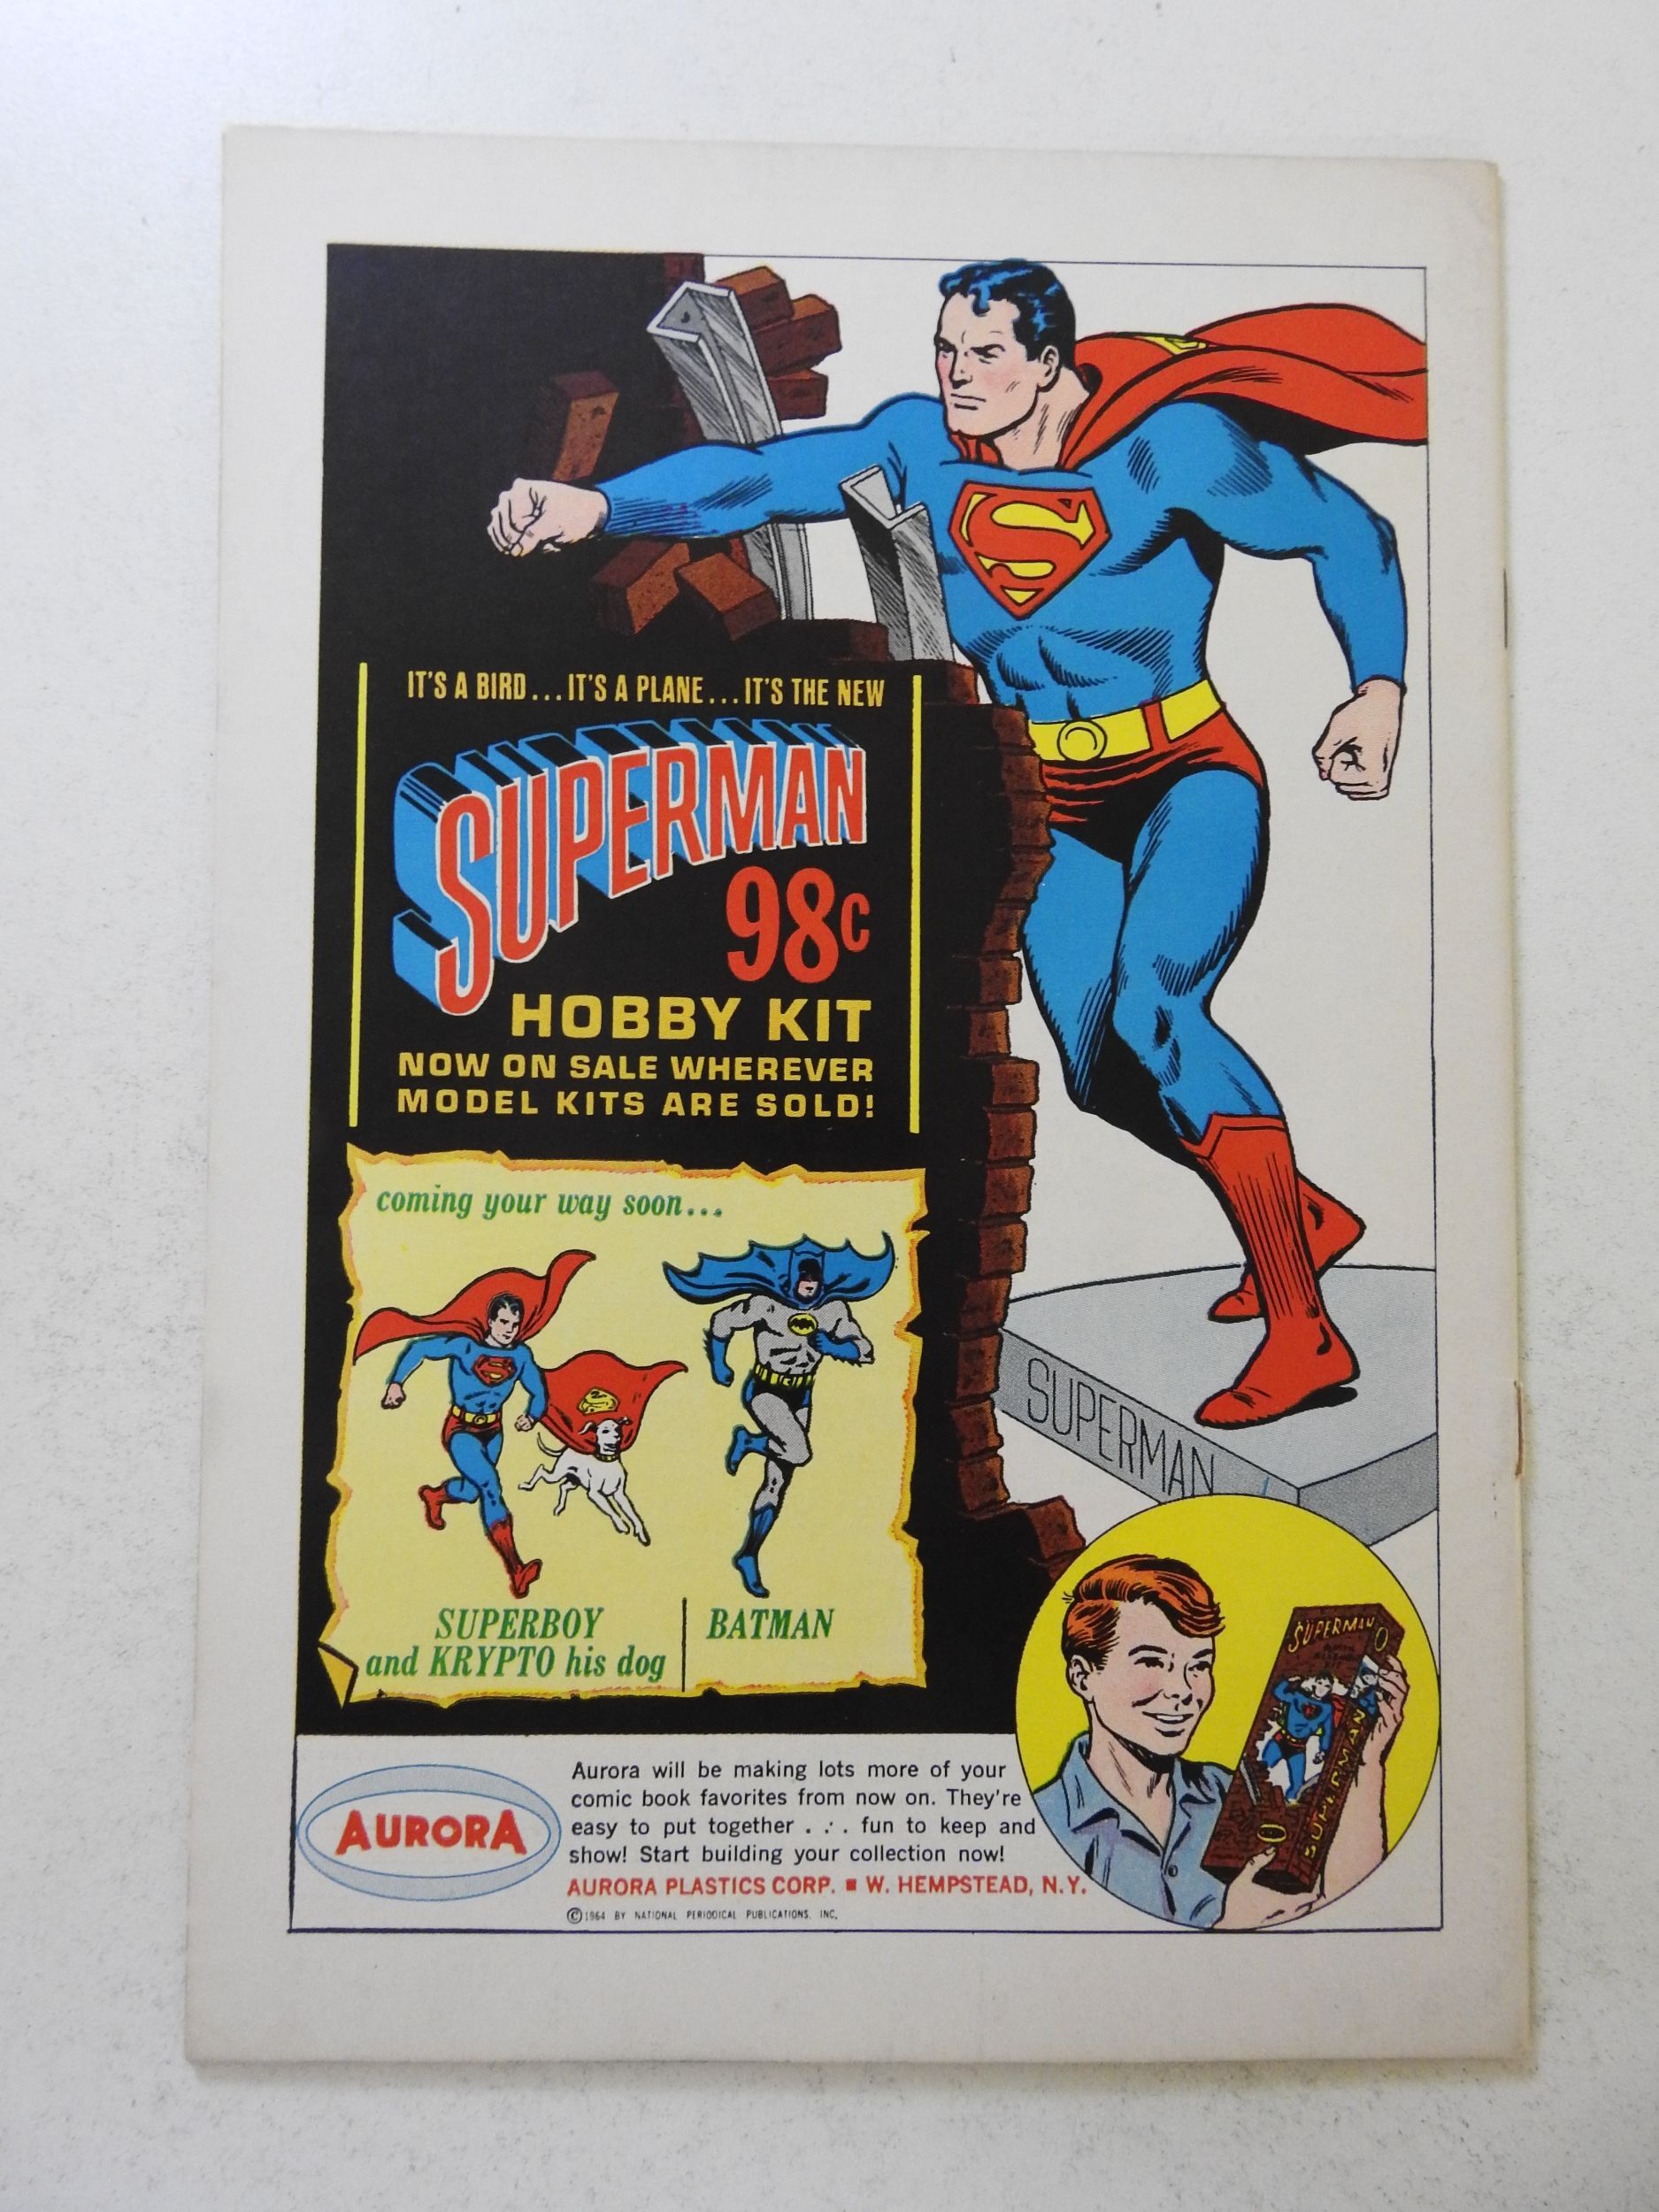 IT'S A BIRD...IT'S A PLANE...IT'S THE NEW
SUPERMAN
98c
HOBBY KIT
NOW ON SALE WHEREVER
MODEL KITS ARE SOLD!
coming your way soon...
SUPERBOY
and KRYPTO his dog
BATMAN
SUPERMAN
SUPERMAN
SUPERMAN
AURORA
Aurora will be making lots more of your
comic book favorites from now on. They're
easy to put together . . . fun to keep and
show! Start building your collection now!
AURORA PLASTICS CORP. ▪ W. HEMPSTEAD, N.Y.
©1964 BY NATIONAL PERIODICAL PUBLICATIONS, INC.